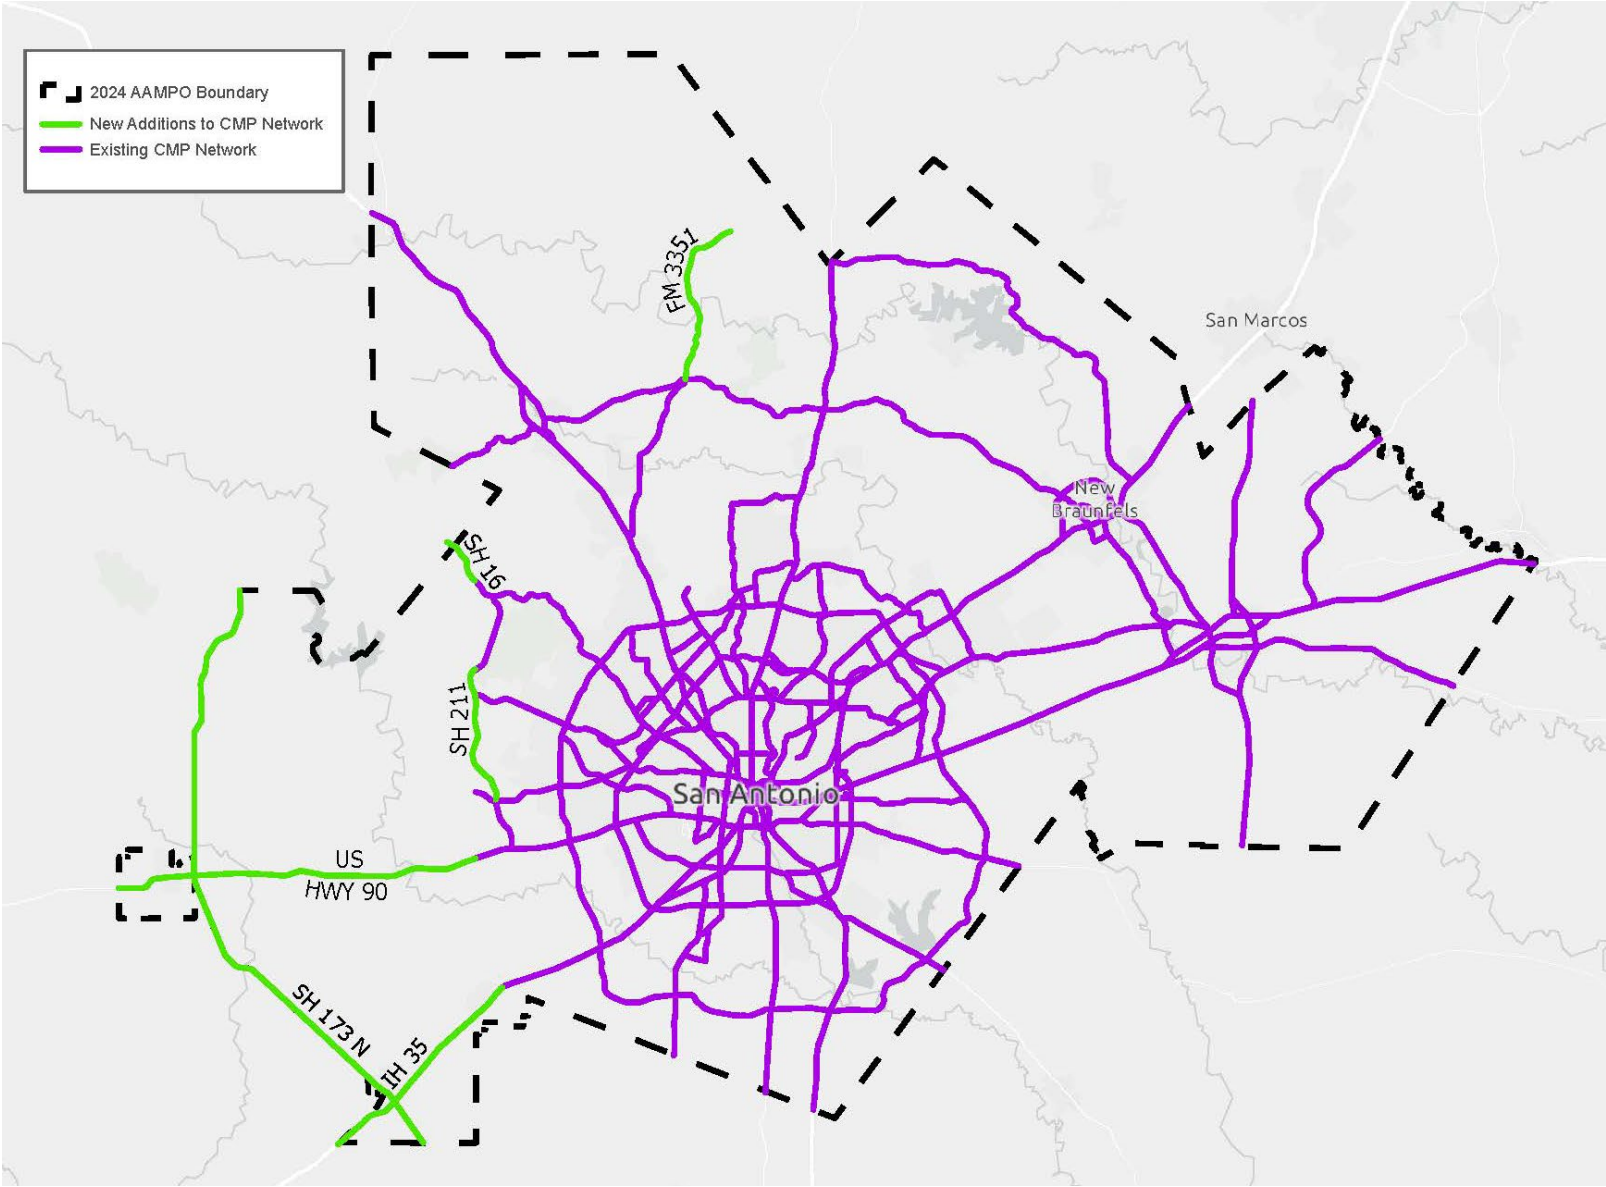 2024 AAMPO Boundary
New Additions to CMP Network
Existing CMP Network
FM 3351
San Marcos
New
Braunfels
SH 16
SH 211
San Antonio
US
HWY 90
SH 173 N
IH 35